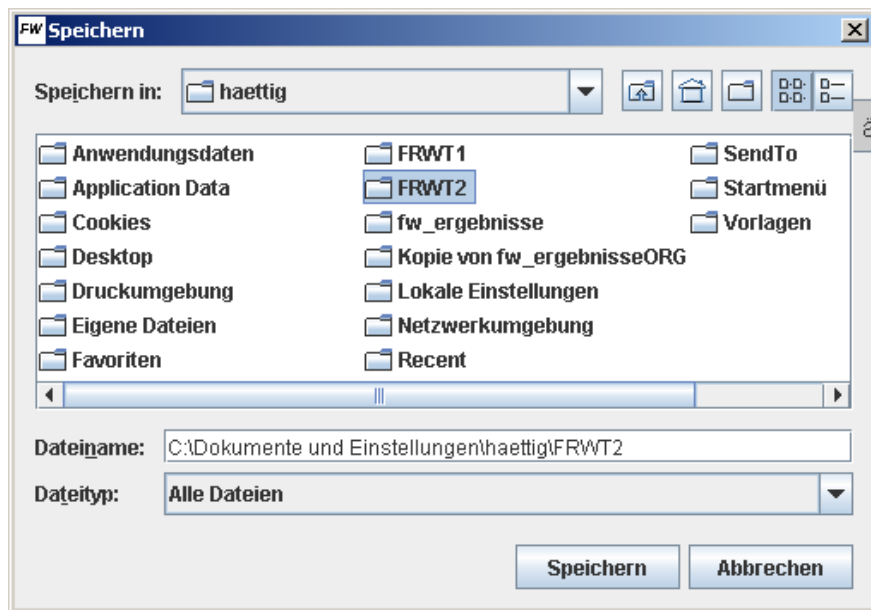 FW Speichern
Speichern in: haettig
ä
Anwendungsdaten FRWT1 SendTo
Application Data FRWT2 Startmenü
Cookies fw_ergebnisse Vorlagen
Desktop Kopie von fw_ergebnisseORG
Druckumgebung Lokale Einstellungen
Eigene Dateien Netzwerkumgebung
Favoriten Recent
Dateiname: C:\Dokumente und Einstellungen\haettig\FRWT2
Dateityp: Alle Dateien
Speichern Abbrechen